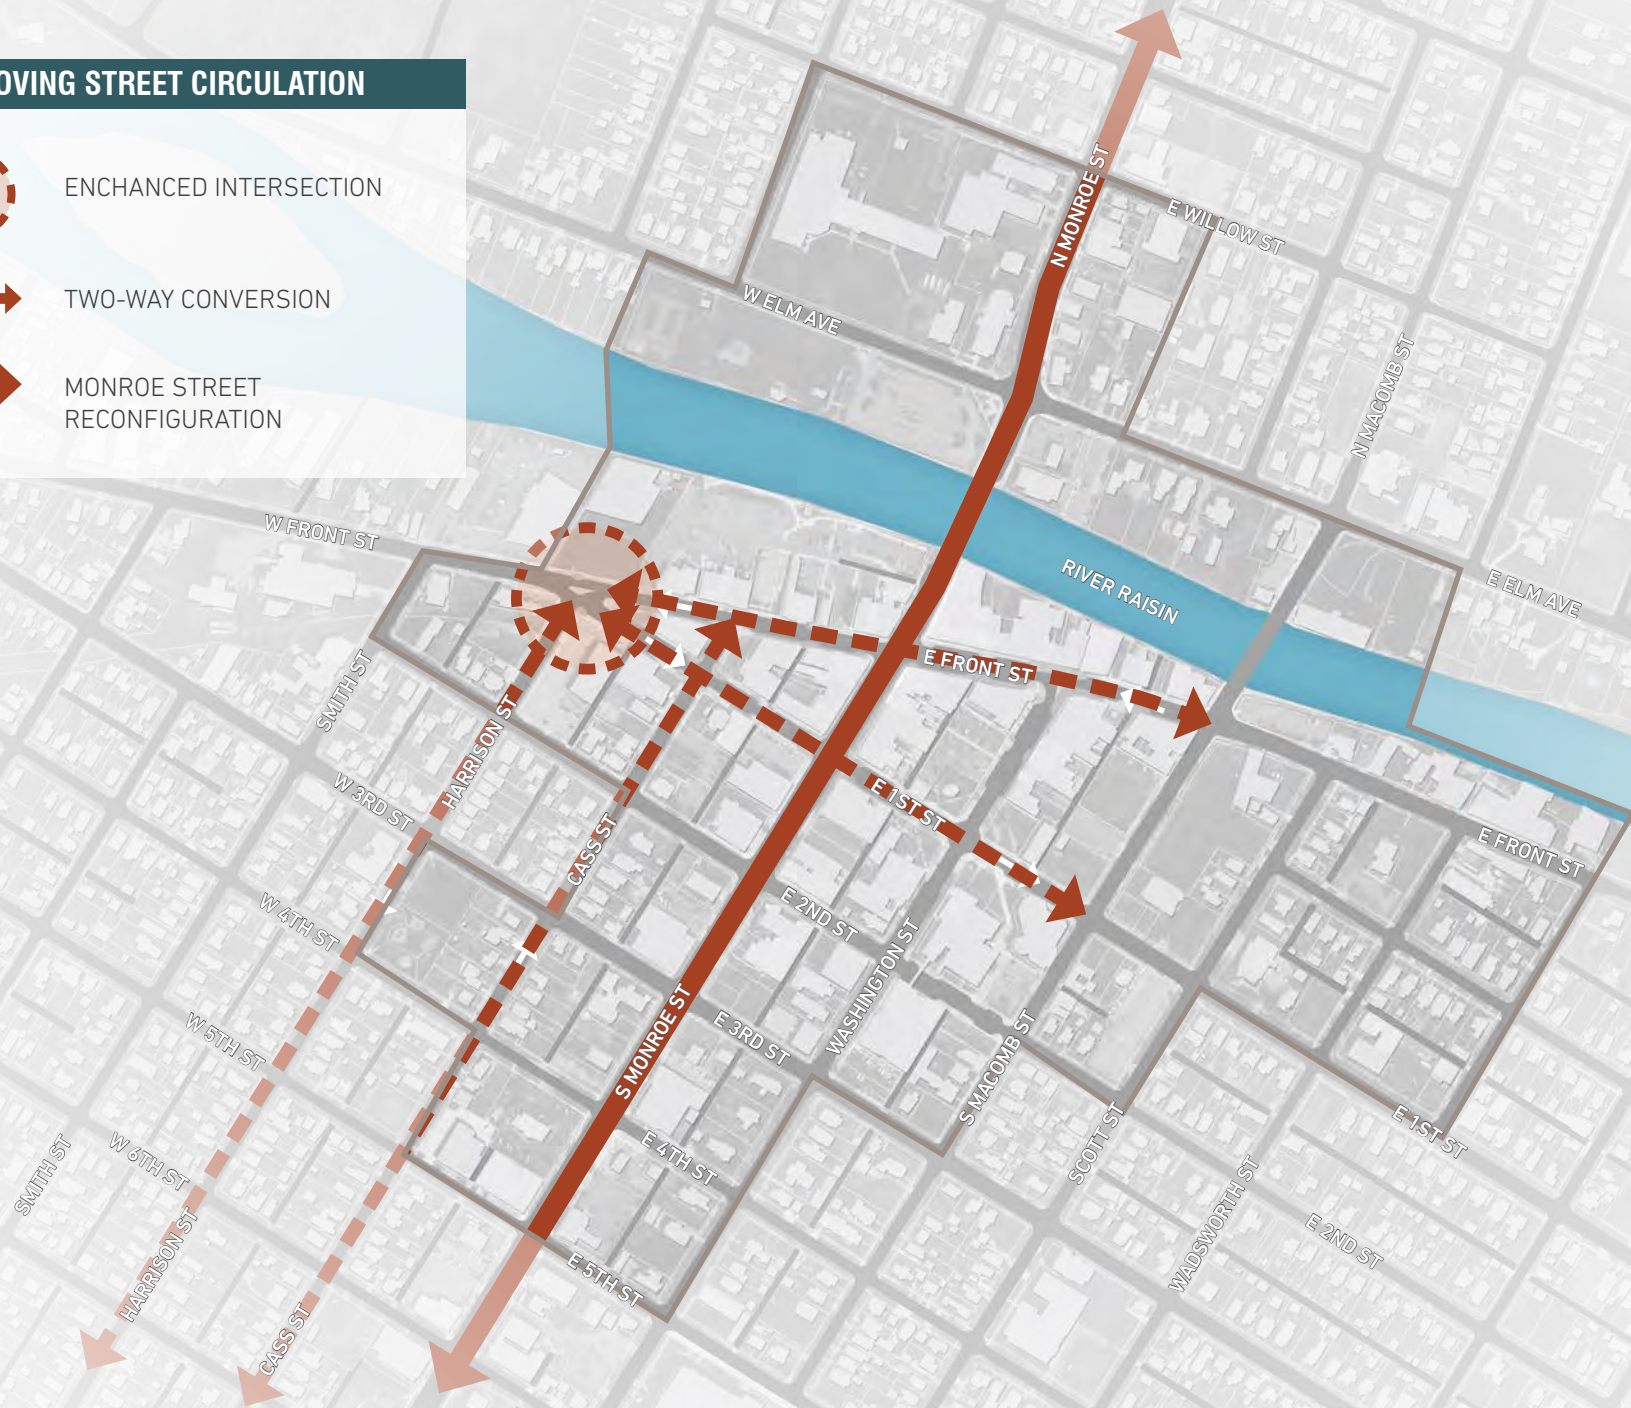 OVING STREET CIRCULATION
ENCHANCED INTERSECTION
TWO-WAY CONVERSION
MONROE STREET
RECONFIGURATION
N MONROE ST
E WILLOW ST
W ELM AVE
N MACOMB ST
W FRONT ST
RIVER RAISIN
E ELM AVE
E FRONT ST
SMITH ST
HARRISON ST
W 3RD ST
CASS ST
E 1ST ST
E FRONT ST
W 4TH ST
E 2ND ST
WASHINGTON ST
W 5TH ST
S MONROE ST
E 3RD ST
S MACOMB ST
SMITH ST
W 6TH ST
E 4TH ST
SCOTT ST
E 1ST ST
HARRISON ST
WADSWORTH ST
E 2ND ST
CASS ST
E 5TH ST